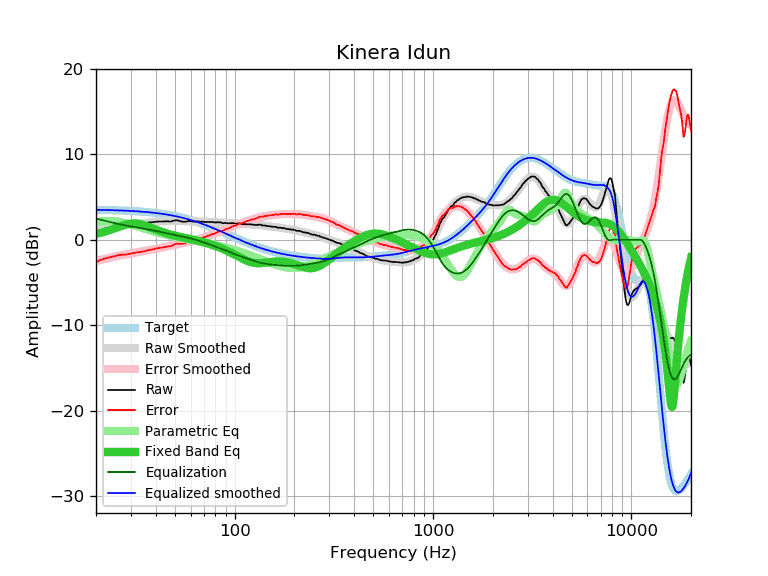 Kinera Idun
Amplitude (dBr)
20
10
0
−10
−20
−30
Target
Raw Smoothed
Error Smoothed
Raw
Error
Parametric Eq
Fixed Band Eq
Equalization
Equalized smoothed
100
1000
10000
Frequency (Hz)